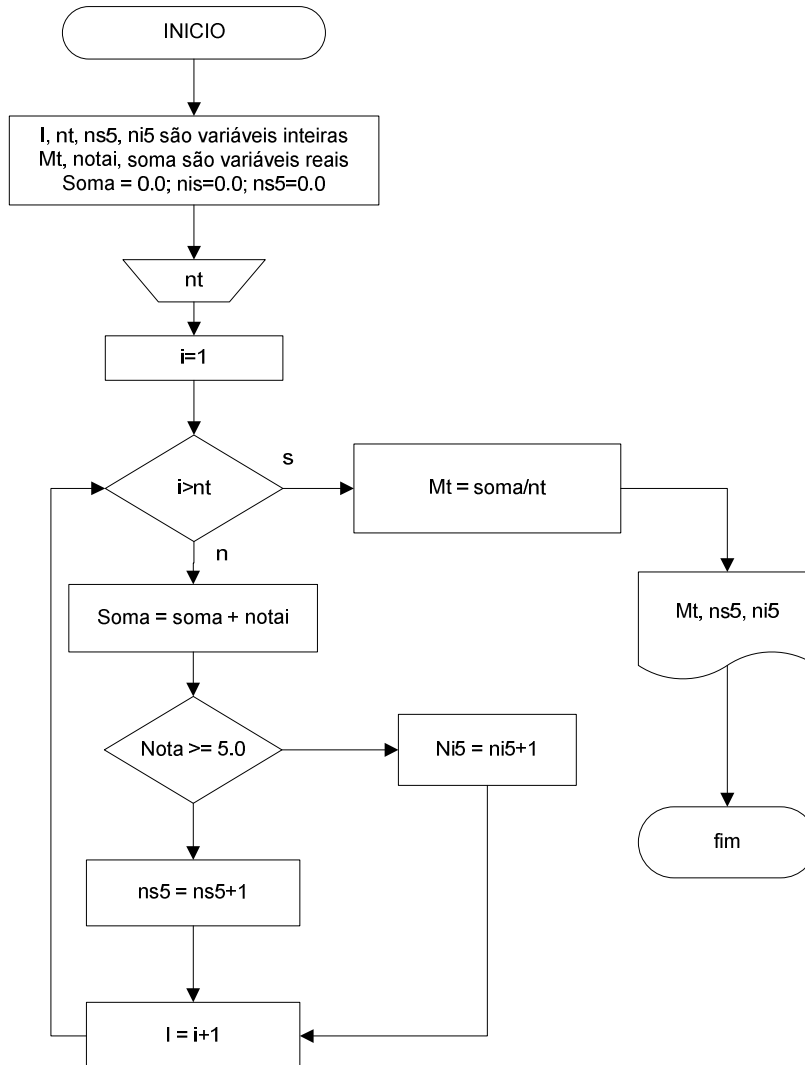 INICIO
I, nt, ns5, ni5 são variáveis inteiras
Mt, notai, soma são variáveis reais
Soma = 0.0; nis=0.0; ns5=0.0
nt
i=1
i>nt
s
Mt = soma/nt
n
Soma = soma + notai
Mt, ns5, ni5
Nota >= 5.0
Ni5 = ni5+1
fim
ns5 = ns5+1
I = i+1